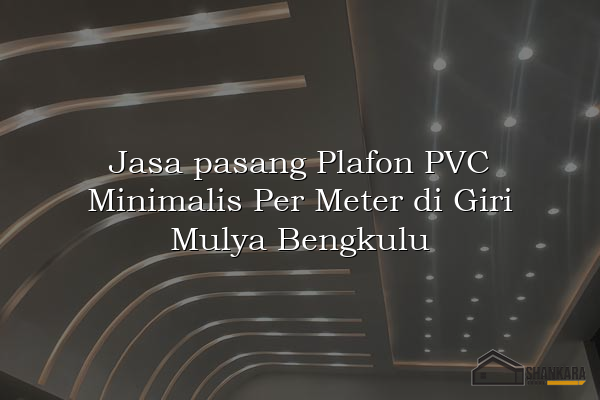 Jasa pasang Plafon PVC
Minimalis Per Meter di Giri
Mulya Bengkulu
SHANKARA